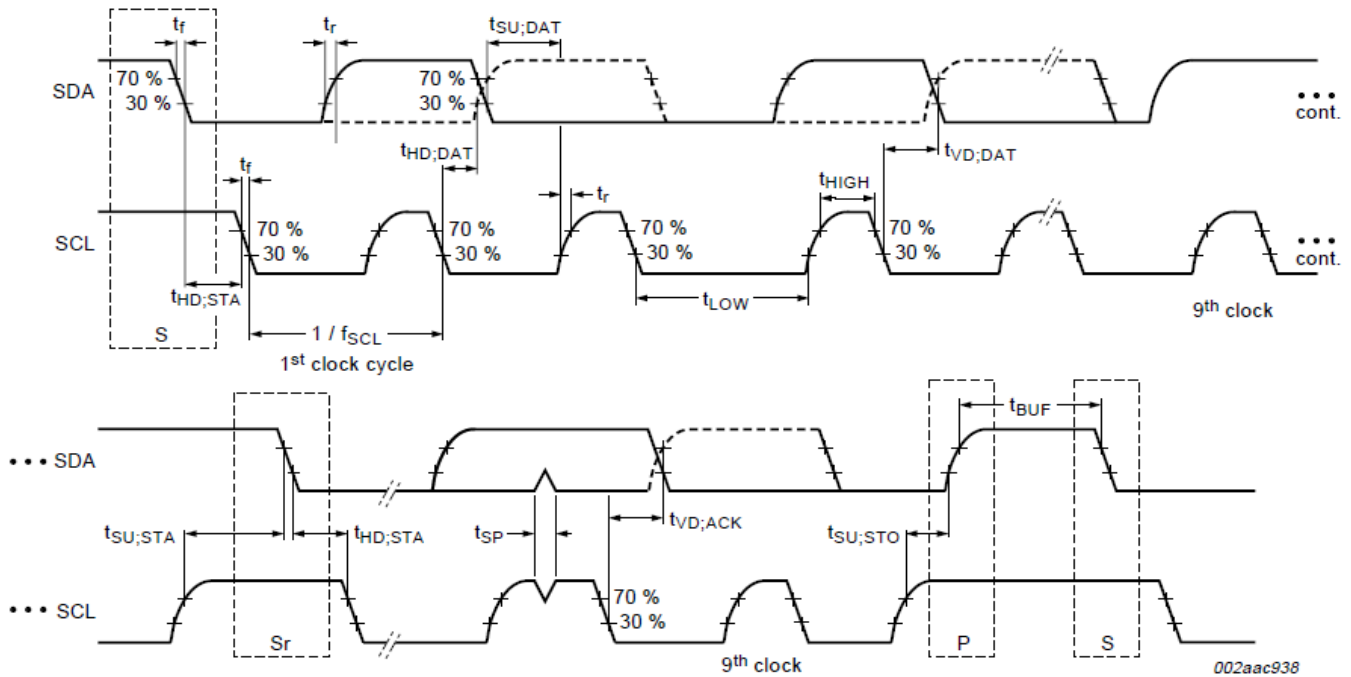 tf tr tSU;DAT
70 % 70 %
SDA
30 % 30 %
cont.
tHD;DAT tVD;DAT
tf tr tHIGH
70 % 70 % 70 % 70 %
SCL
30 % 30 % 30 % 30 %
cont.
tHD;STA tLOW
9th clock
S 1 / fSCL
1st clock cycle
tBUF
••• SDA
tSU;STA tHD;STA tSP tVD;ACK tSU;STO
70 %
••• SCL
30 %
Sr P S
9th clock
002aac938